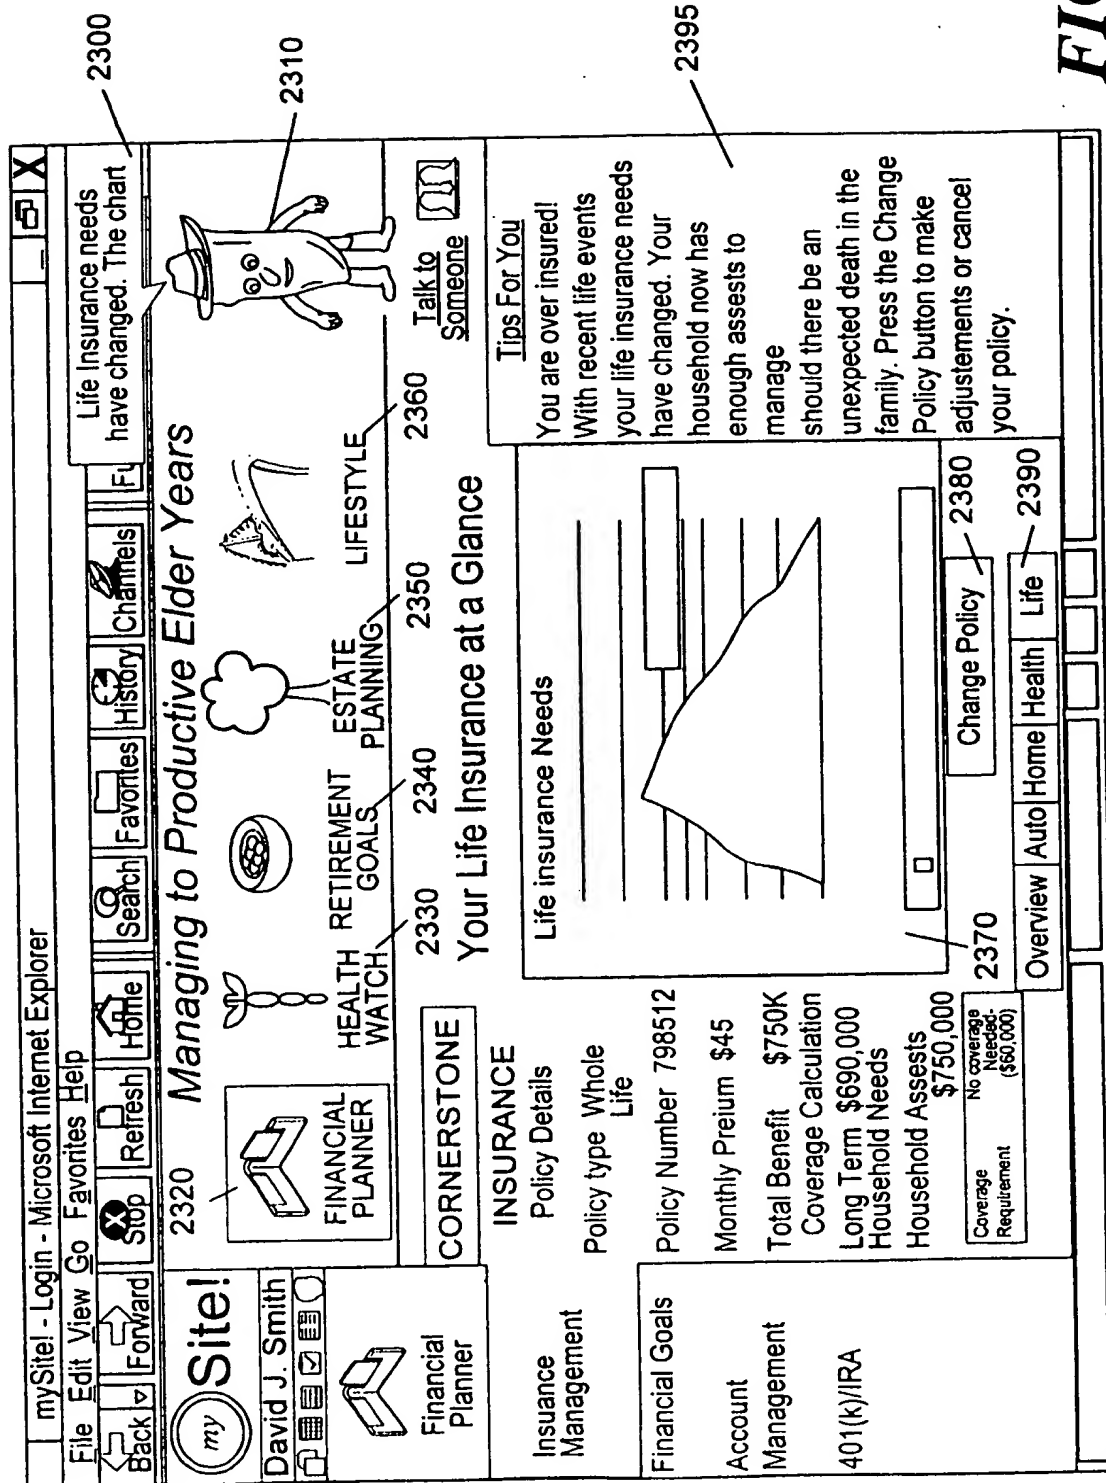 mySite! - Login - Microsoft Internet Explorer
X
File Edit View Go Favorites Help
Back Forward Stop Refresh Home Search Favorites History Channels Fu
Life Insurance needs
have changed. The chart
2300
my Site!
2320
Managing to Productive Elder Years
2310
David J. Smith
FINANCIAL
PLANNER
HEALTH
WATCH
RETIREMENT
GOALS
ESTATE
PLANNING
LIFESTYLE
2330
2340
2350
2360
Talk to
Someone
Financial
Planner
CORNERSTONE
Your Life Insurance at a Glance
Insuance
Management
Financial Goals
Account
Management
401(k)/IRA
INSURANCE
Policy Details
Policy type Whole
Life
Policy Number 798512
Monthly Preium $45
Total Benefit $750K
Coverage Calculation
Long Term $690,000
Household Needs
Household Assests
$750,000
Coverage
Requirement
No coverage
Needed-
($60,000)
Life insurance Needs
2370
Change Policy
2380
Overview Auto Home Health Life
2390
Tips For You
You are over insured!
With recent life events
your life insurance needs
have changed. Your
household now has
enough assests to
manage
should there be an
unexpected death in the
family. Press the Change
Policy button to make
adjustements or cancel
your policy.
2395
FIG